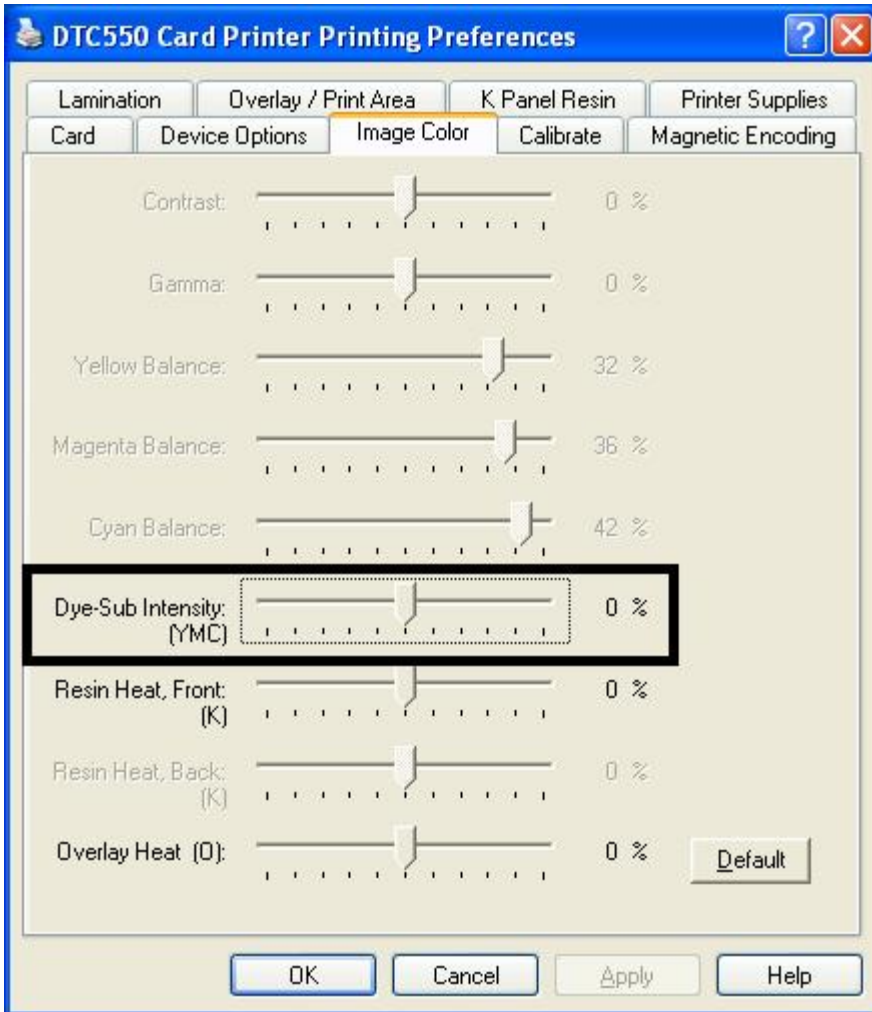 DTC550 Card Printer Printing Preferences
Lamination Overlay / Print Area K Panel Resin Printer Supplies
Card Device Options Image Color Calibrate Magnetic Encoding
Contrast: 0 %
Gamma: 0 %
Yellow Balance: 32 %
Magenta Balance: 36 %
Cyan Balance: 42 %
Dye-Sub Intensity: 0 %
(YMC)
Resin Heat, Front: 0 %
(K)
Resin Heat, Back: 0 %
(K)
Overlay Heat (O): 0 %
Default
OK Cancel Apply Help